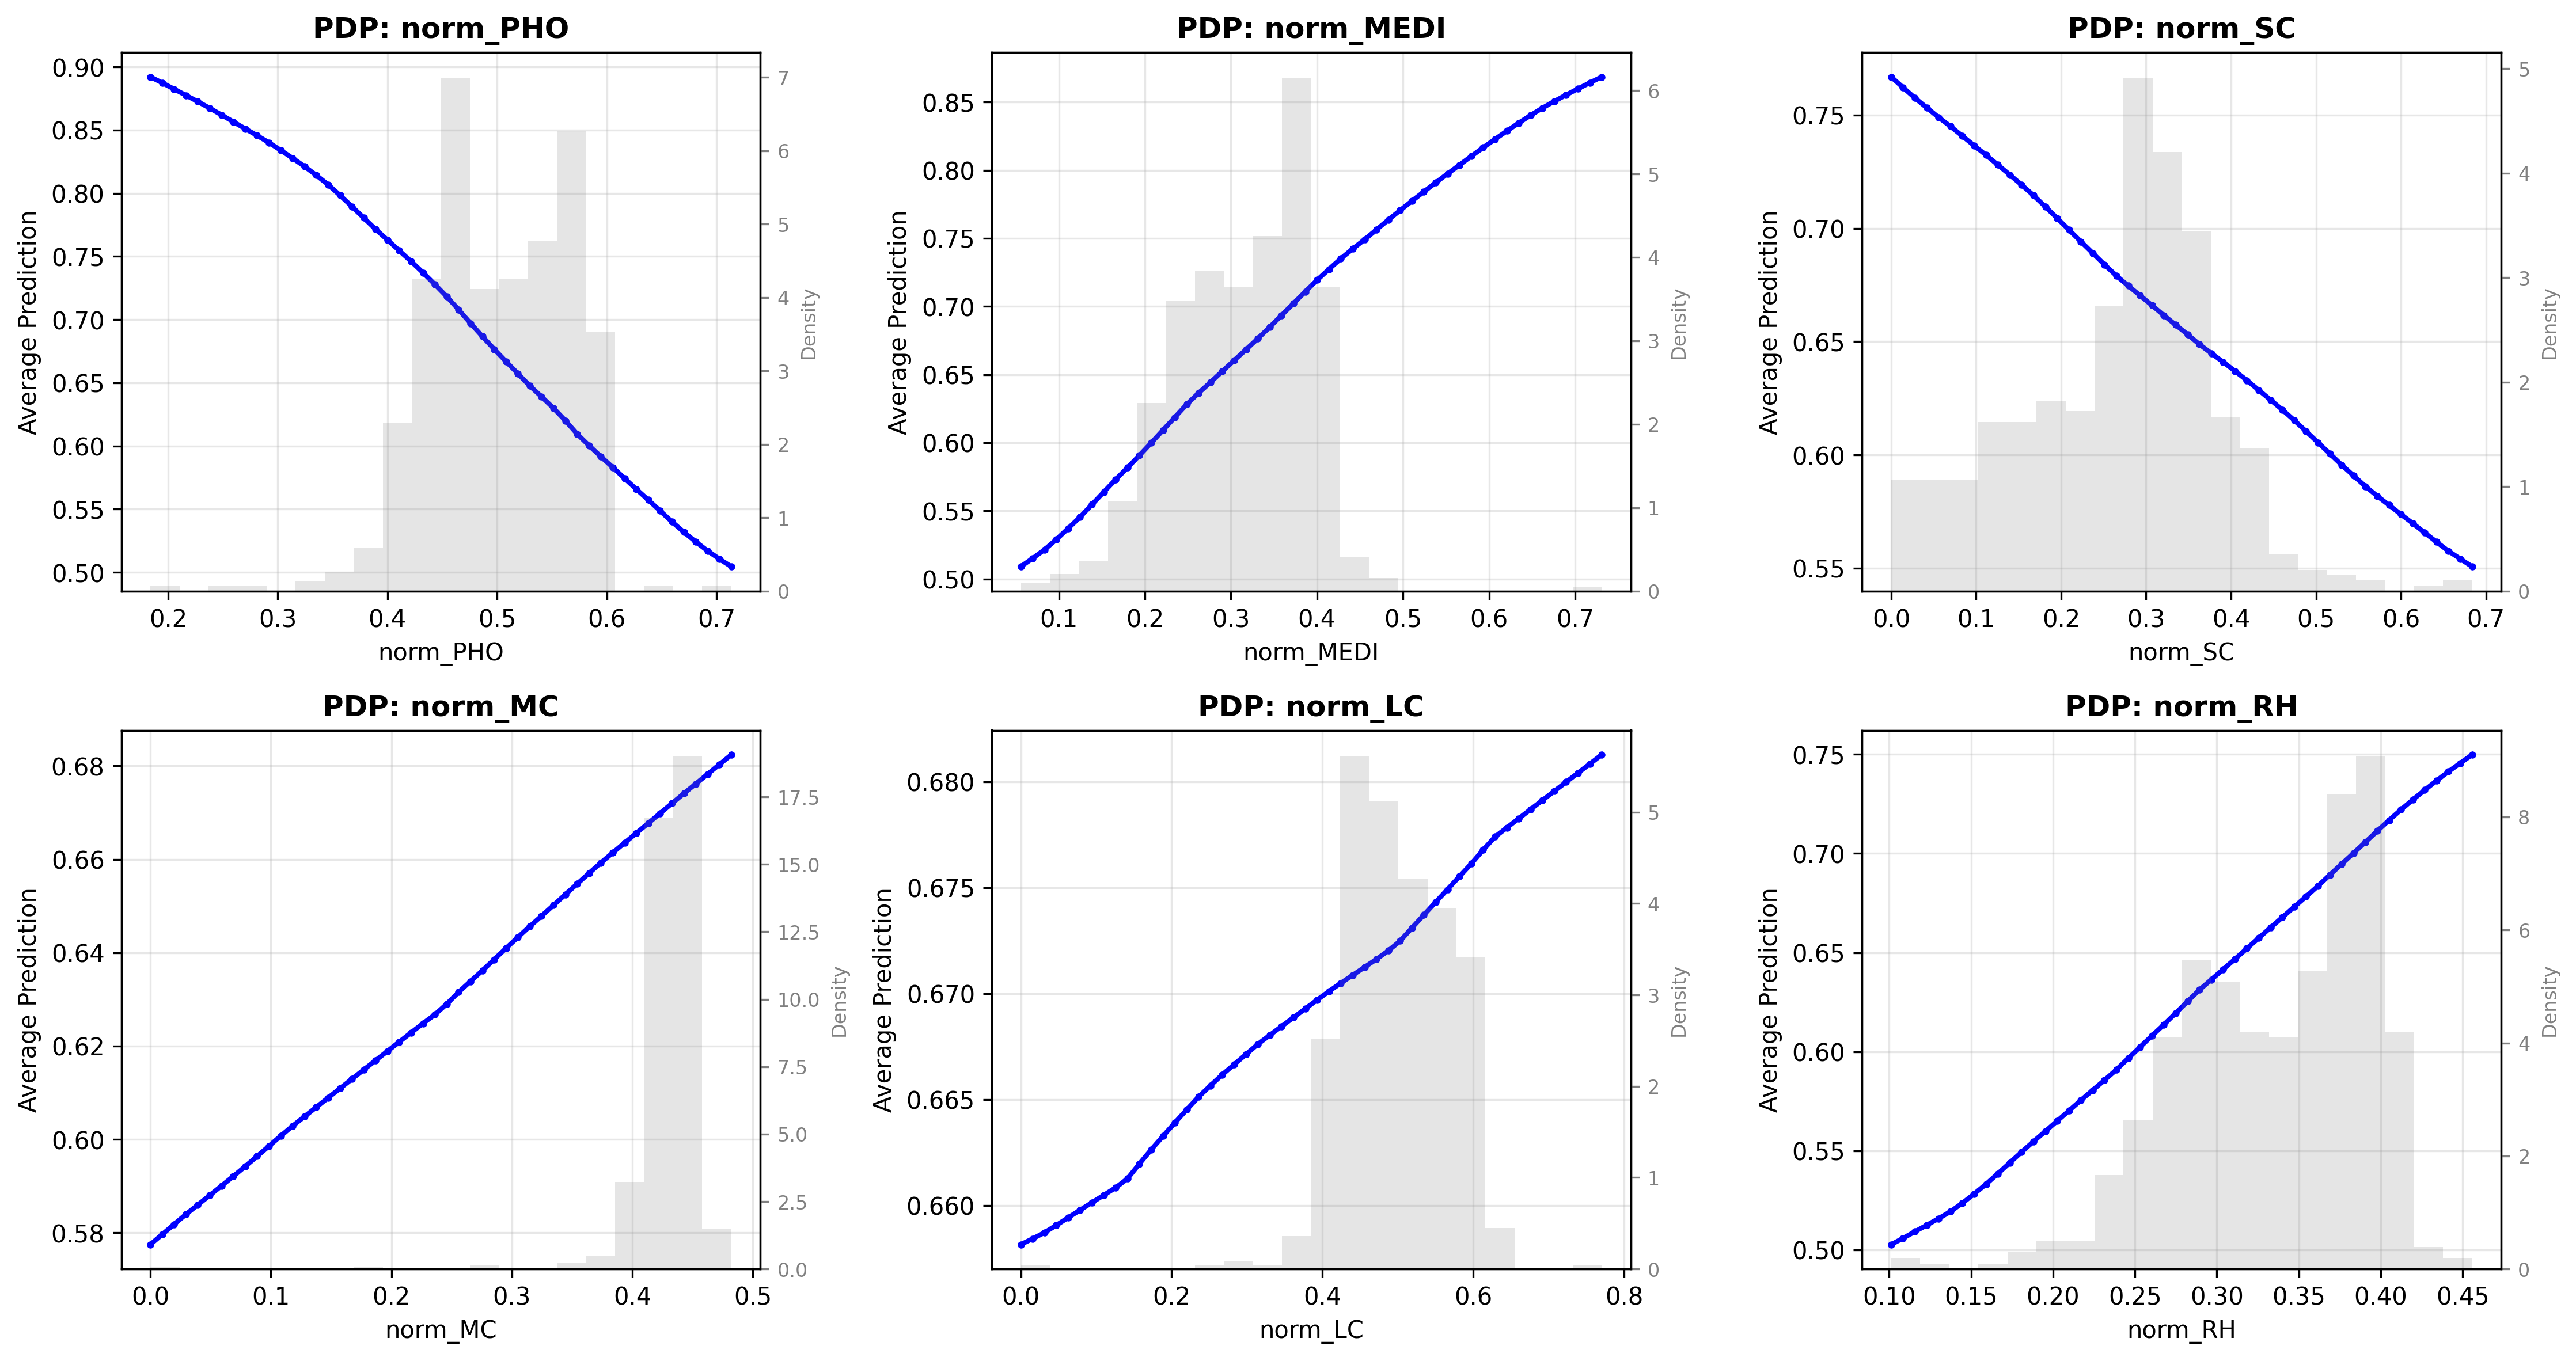 PDP: norm_PHO
0.90
0.85
0.80
0.75
0.70
0.65
0.60
0.55
0.50
Average Prediction
7
6
5
4
3
2
1
0
Density
0.2 0.3 0.4 0.5 0.6 0.7
norm_PHO
PDP: norm_MEDI
0.85
0.80
0.75
0.70
0.65
0.60
0.55
0.50
Average Prediction
6
5
4
3
2
1
0
Density
0.1 0.2 0.3 0.4 0.5 0.6 0.7
norm_MEDI
PDP: norm_SC
0.75
0.70
0.65
0.60
0.55
Average Prediction
5
4
3
2
1
0
Density
0.0 0.1 0.2 0.3 0.4 0.5 0.6 0.7
norm_SC
PDP: norm_MC
0.68
0.66
0.64
0.62
0.60
0.58
Average Prediction
17.5
15.0
12.5
10.0
7.5
5.0
2.5
0.0
Density
0.0 0.1 0.2 0.3 0.4 0.5
norm_MC
PDP: norm_LC
0.680
0.675
0.670
0.665
0.660
Average Prediction
5
4
3
2
1
0
Density
0.0 0.2 0.4 0.6 0.8
norm_LC
PDP: norm_RH
0.75
0.70
0.65
0.60
0.55
0.50
Average Prediction
8
6
4
2
0
Density
0.10 0.15 0.20 0.25 0.30 0.35 0.40 0.45
norm_RH